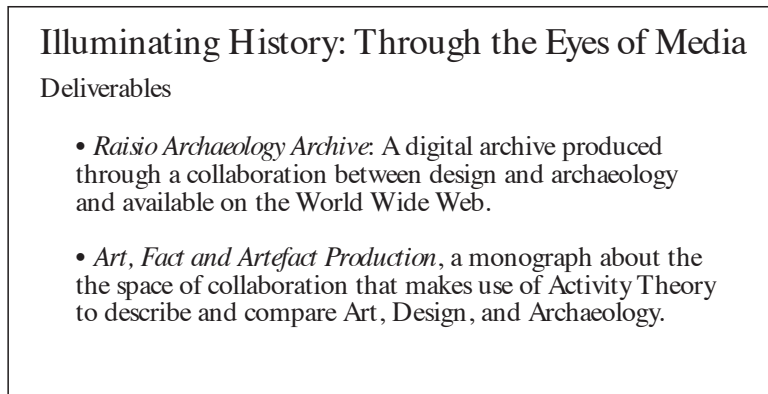 Illuminating History: Through the Eyes of Media
Deliverables
• Raisio Archaeology Archive: A digital archive produced
through a collaboration between design and archaeology
and available on the World Wide Web.
• Art, Fact and Artefact Production, a monograph about the
the space of collaboration that makes use of Activity Theory
to describe and compare Art, Design, and Archaeology.